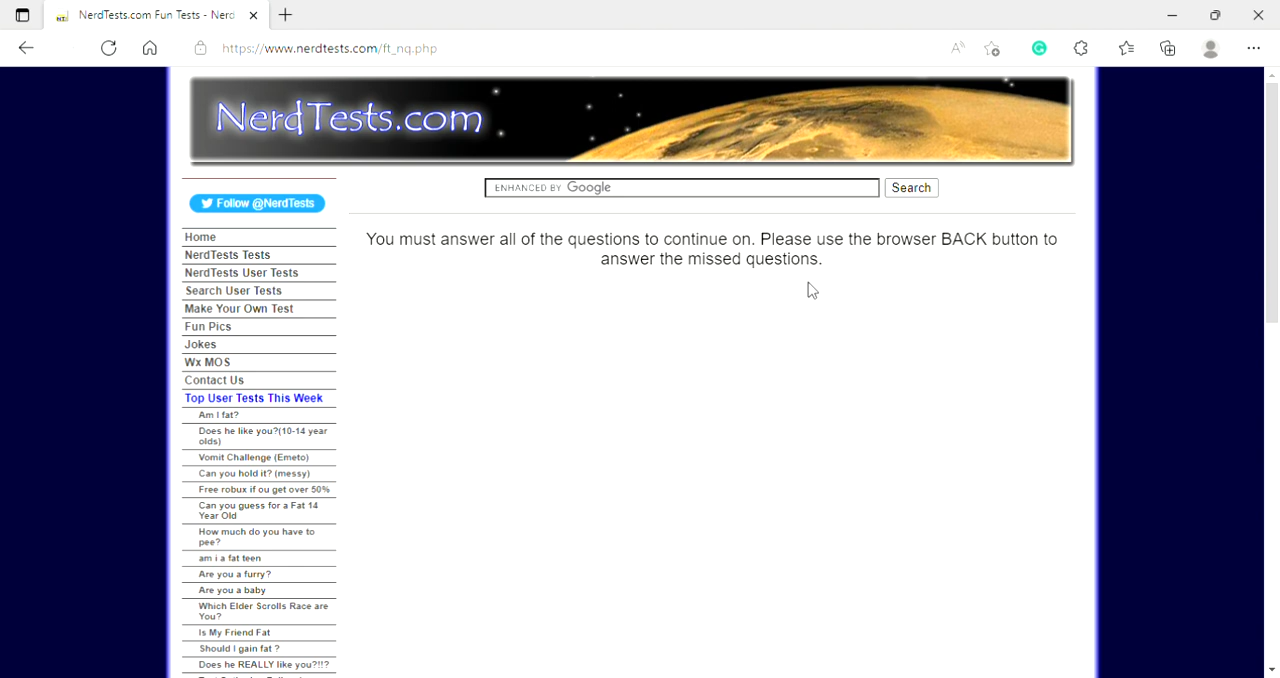 NT
NerdTests.com Fun Tests - Nerd
https://www.nerdtests.com/ft_nq.php
NerdTests.com
Follow @NerdTests
ENHANCED BY Google
Search
You must answer all of the questions to continue on. Please use the browser BACK button to
answer the missed questions.
Home
NerdTests Tests
NerdTests User Tests
Search User Tests
Make Your Own Test
Fun Pics
Jokes
Wx MOS
Contact Us
Top User Tests This Week
Am I fat?
Does he like you?(10-14 year
olds)
Vomit Challenge (Emeto)
Can you hold it? (messy)
Free robux if ou get over 50%
Can you guess for a Fat 14
Year Old
How much do you have to
pee?
am i a fat teen
Are you a furry?
Are you a baby
Which Elder Scrolls Race are
You?
Is My Friend Fat
Should I gain fat ?
Does he REALLY like you?!!?